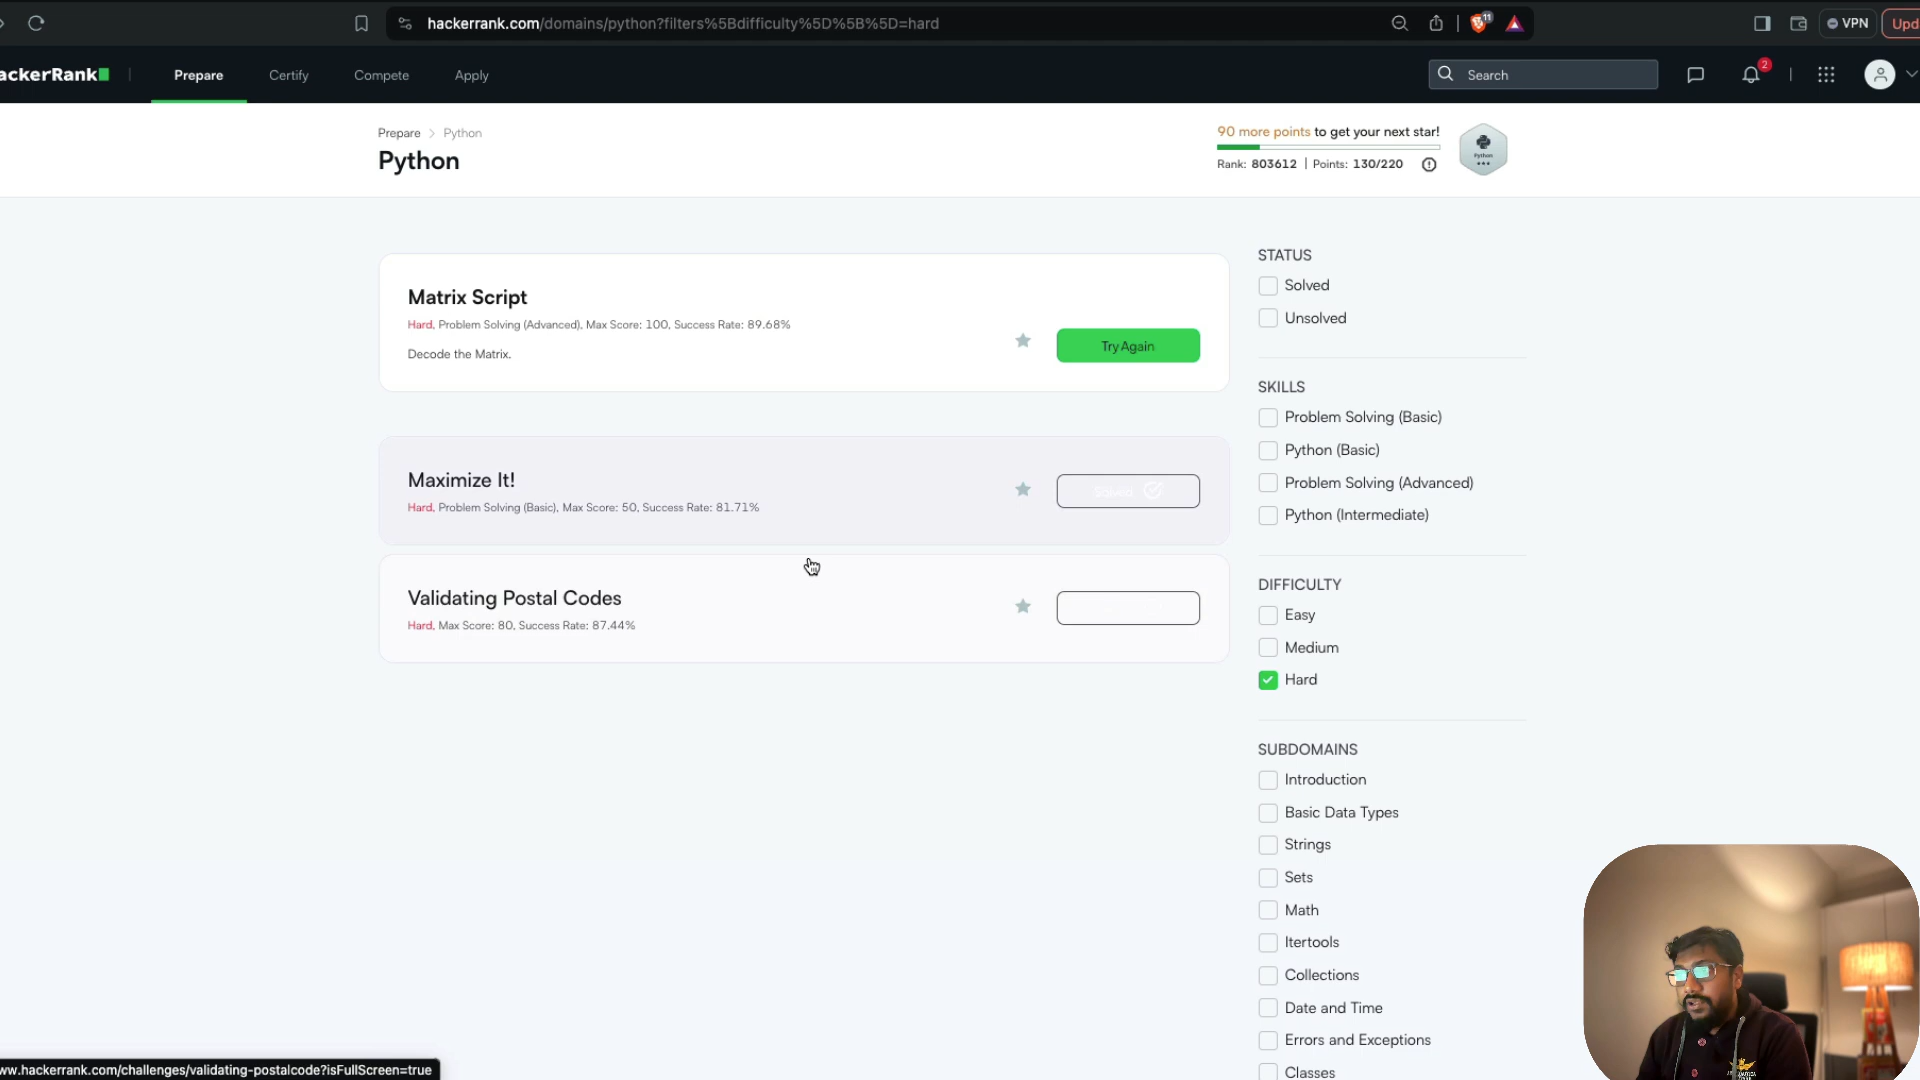 hackerrank.com/domains/python?filters%5Bdifficulty%5D%5B%5D=hard
11
VPN
Upd
ackerRank
Prepare
Certify
Compete
Apply
Search
2
Prepare > Python
Python
90 more points to get your next star!
Rank: 803612 | Points: 130/220
Python
Matrix Script
Hard, Problem Solving (Advanced), Max Score: 100, Success Rate: 89.68%
Decode the Matrix.
Try Again
Maximize It!
Hard, Problem Solving (Basic), Max Score: 50, Success Rate: 81.71%
Solved
Validating Postal Codes
Hard, Max Score: 80, Success Rate: 87.44%
STATUS
Solved
Unsolved
SKILLS
Problem Solving (Basic)
Python (Basic)
Problem Solving (Advanced)
Python (Intermediate)
DIFFICULTY
Easy
Medium
Hard
SUBDOMAINS
Introduction
Basic Data Types
Strings
Sets
Math
Itertools
Collections
Date and Time
Errors and Exceptions
Classes
ww.hackerrank.com/challenges/validating-postalcode?isFullScreen=true